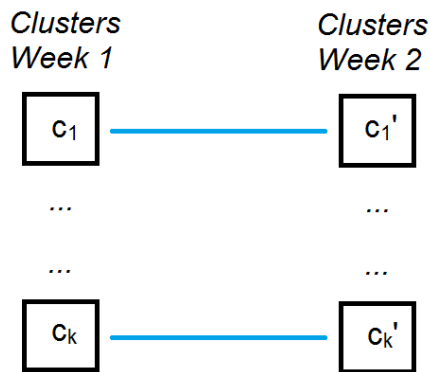 Clusters Clusters
Week 1 Week 2
c₁ c₁'
... ...
... ...
cₖ cₖ'